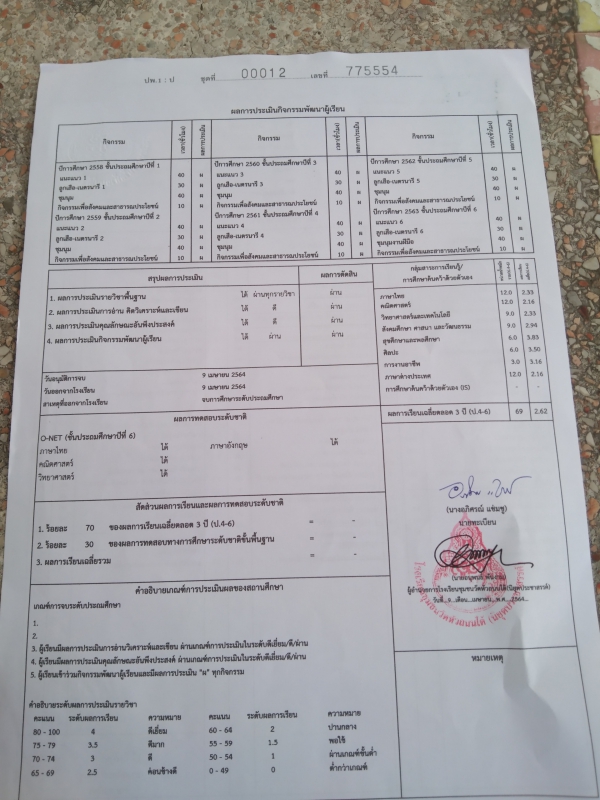 ปพ.1 : ป ชุดที่ 00012 เลขที่ 775554
ผลการประเมินกิจกรรมพัฒนาผู้เรียน
กิจกรรม เวลา(ชั่วโมง) ผลการประเมิน กิจกรรม เวลา(ชั่วโมง) ผลการประเมิน กิจกรรม เวลา(ชั่วโมง) ผลการประเมิน
ปีการศึกษา 2558 ชั้นประถมศึกษาปีที่ 1 ปีการศึกษา 2560 ชั้นประถมศึกษาปีที่ 3 ปีการศึกษา 2562 ชั้นประถมศึกษาปีที่ 5
แนะแนว 1 40 ผ แนะแนว 3 40 ผ แนะแนว 5 40 ผ
ลูกเสือ-เนตรนารี 1 30 ผ ลูกเสือ-เนตรนารี 3 30 ผ ลูกเสือ-เนตรนารี 5 30 ผ
ชุมนุม 40 ผ ชุมนุม 40 ผ ชุมนุม 40 ผ
กิจกรรมเพื่อสังคมและสาธารณประโยชน์ 10 ผ กิจกรรมเพื่อสังคมและสาธารณประโยชน์ 10 ผ กิจกรรมเพื่อสังคมและสาธารณประโยชน์ 10 ผ
ปีการศึกษา 2559 ชั้นประถมศึกษาปีที่ 2 ปีการศึกษา 2561 ชั้นประถมศึกษาปีที่ 4 ปีการศึกษา 2563 ชั้นประถมศึกษาปีที่ 6
แนะแนว 2 40 ผ แนะแนว 4 40 ผ แนะแนว 6 40 ผ
ลูกเสือ-เนตรนารี 2 30 ผ ลูกเสือ-เนตรนารี 4 30 ผ ลูกเสือ-เนตรนารี 6 30 ผ
ชุมนุม 40 ผ ชุมนุม 40 ผ ชุมนุมงานฝีมือ 40 ผ
กิจกรรมเพื่อสังคมและสาธารณประโยชน์ 10 ผ กิจกรรมเพื่อสังคมและสาธารณประโยชน์ 10 ผ กิจกรรมเพื่อสังคมและสาธารณประโยชน์ 10 ผ
สรุปผลการประเมิน ผลการตัดสิน
1. ผลการประเมินรายวิชาพื้นฐาน ได้ ผ่านทุกรายวิชา ผ่าน
2. ผลการประเมินการอ่าน คิดวิเคราะห์และเขียน ได้ ดี ผ่าน
3. ผลการประเมินคุณลักษณะอันพึงประสงค์ ได้ ดี ผ่าน
4. ผลการประเมินกิจกรรมพัฒนาผู้เรียน ได้ ผ่าน ผ่าน
วันอนุมัติการจบ 9 เมษายน 2564
วันออกจากโรงเรียน 9 เมษายน 2564
สาเหตุที่ออกจากโรงเรียน จบการศึกษาระดับประถมศึกษา
กลุ่มสาระการเรียนรู้/
การศึกษาค้นคว้าด้วยตัวเอง
ภาษาไทย 12.0 2.33
คณิตศาสตร์ 12.0 2.16
วิทยาศาสตร์และเทคโนโลยี 9.0 2.33
สังคมศึกษา ศาสนา และวัฒนธรรม 9.0 2.94
สุขศึกษาและพลศึกษา 6.0 3.83
ศิลปะ 6.0 3.50
การงานอาชีพ 3.0 3.16
ภาษาต่างประเทศ 12.0 2.16
การศึกษาค้นคว้าด้วยตัวเอง (IS) - -
ผลการเรียนเฉลี่ยตลอด 3 ปี (ป.4-6) 69 2.62
ผลการทดสอบระดับชาติ
O-NET (ชั้นประถมศึกษาปีที่ 6)
ภาษาไทย ได้ ภาษาอังกฤษ ได้
คณิตศาสตร์ ได้
วิทยาศาสตร์ ได้
สัดส่วนผลการเรียนและผลการทดสอบระดับชาติ
1. ร้อยละ 70 ของผลการเรียนเฉลี่ยตลอด 3 ปี (ป.4-6) = -
2. ร้อยละ 30 ของผลการทดสอบทางการศึกษาระดับชาติขั้นพื้นฐาน = -
3. ผลการเรียนเฉลี่ยรวม = -
(นางอภิศรณ์ แช่มชู)
นายทะเบียน
ผู้อำนวยการโรงเรียนชุมชนวัดหัวถนนใต้(นิยุตประชาสรรค์)
วันที่ 9 เดือน เมษายน พ.ศ. 2564
คำอธิบายเกณฑ์การประเมินผลของสถานศึกษา
เกณฑ์การจบระดับประถมศึกษา
1.
2.
3. ผู้เรียนมีผลการประเมินการอ่านวิเคราะห์และเขียน ผ่านเกณฑ์การประเมินในระดับดีเยี่ยม/ดี/ผ่าน
4. ผู้เรียนมีผลการประเมินคุณลักษณะอันพึงประสงค์ ผ่านเกณฑ์การประเมินในระดับดีเยี่ยม/ดี/ผ่าน
5. ผู้เรียนเข้าร่วมกิจกรรมพัฒนาผู้เรียนและมีผลการประเมิน "ผ" ทุกกิจกรรม
หมายเหตุ
คำอธิบายระดับผลการประเมินรายวิชา
คะแนน ระดับผลการเรียน ความหมาย คะแนน ระดับผลการเรียน ความหมาย
80 - 100 4 ดีเยี่ยม 60 - 64 2 ปานกลาง
75 - 79 3.5 ดีมาก 55 - 59 1.5 พอใช้
70 - 74 3 ดี 50 - 54 1 ผ่านเกณฑ์ขั้นต่ำ
65 - 69 2.5 ค่อนข้างดี 0 - 49 0 ต่ำกว่าเกณฑ์